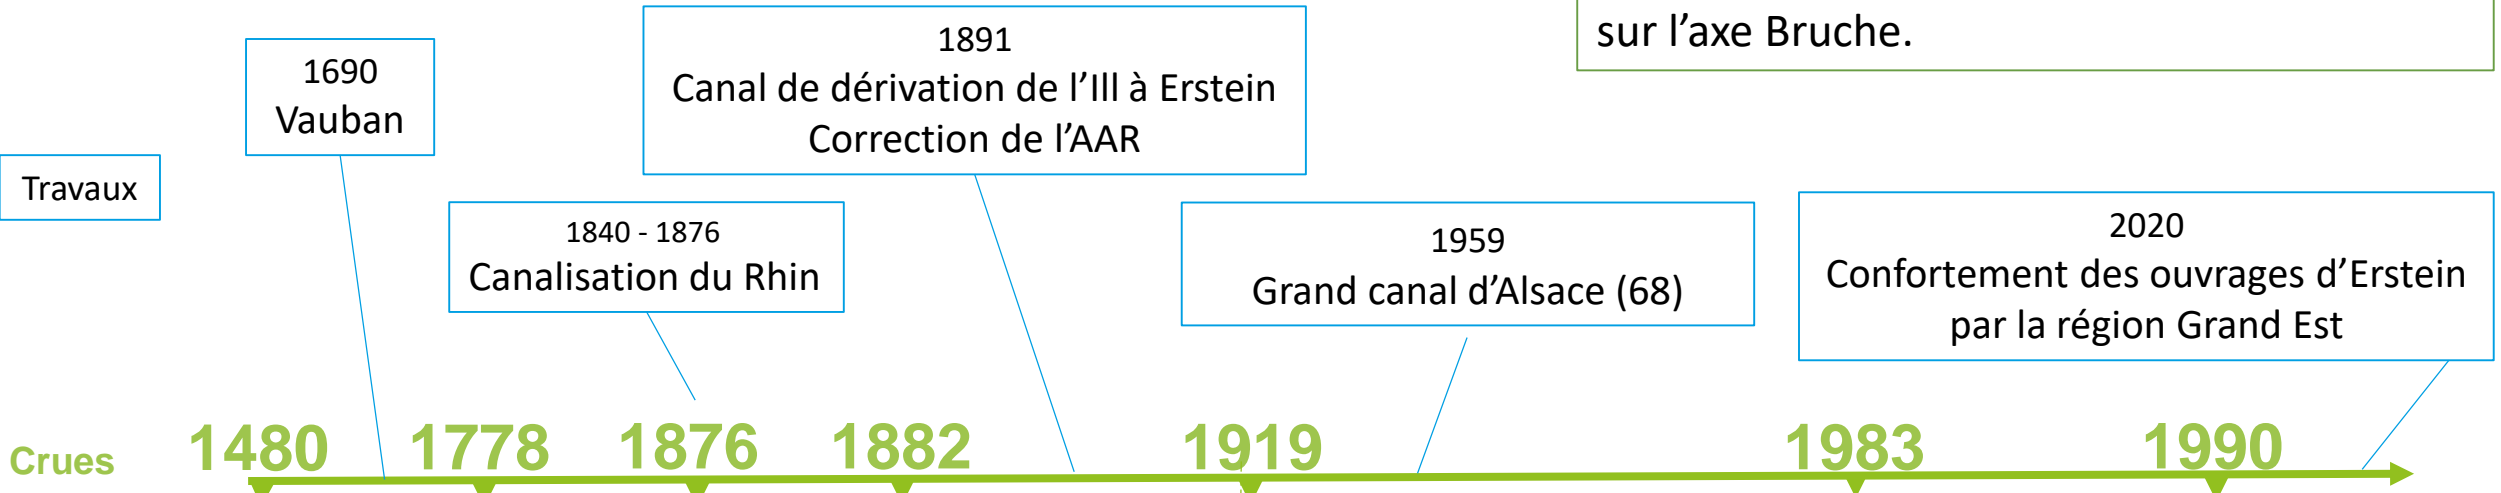 sur l'axe Bruche.
1690
Vauban
1891
Canal de dérivation de l'Ill à Erstein
Correction de l'AAR
Travaux
1840 - 1876
Canalisation du Rhin
1959
Grand canal d'Alsace (68)
2020
Confortement des ouvrages d'Erstein
par la région Grand Est
Crues 1480 1778 1876 1882 1919 1983 1990